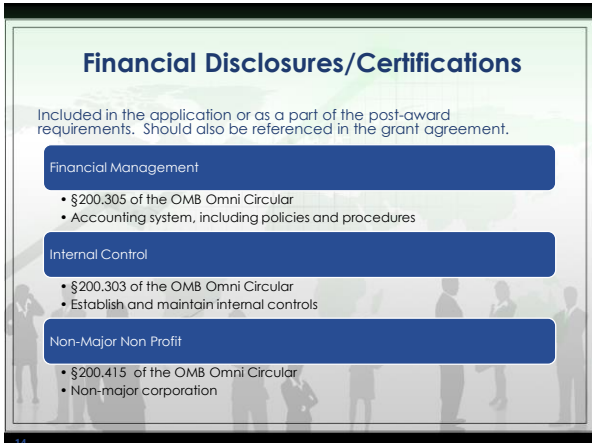 Financial Disclosures/Certifications
Included in the application or as a part of the post-award
requirements.  Should also be referenced in the grant agreement.
Financial Management
• §200.305 of the OMB Omni Circular
• Accounting system, including policies and procedures
Internal Control
• §200.303 of the OMB Omni Circular
• Establish and maintain internal controls
Non-Major Non Profit
• §200.415  of the OMB Omni Circular
• Non-major corporation
14